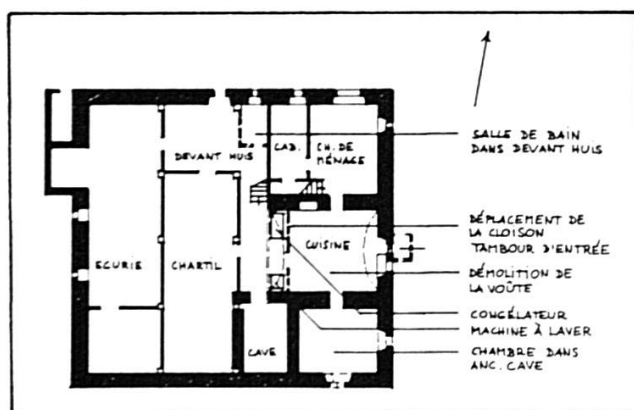 SALLE DE BAIN
DANS DEVANT HUIS
DEVANT HUIS
CAB.
CH. DE
MÉNAGE
DÉPLACEMENT DE
LA CLOISON
TAMBOUR D'ENTRÉE
CUISINE
ECURIE
CHARTIL
DÉMOLITION DE
LA VOÛTE
CONGÉLATEUR
MACHINE À LAVER
CAVE
CHAMBRE DANS
ANC. CAVE